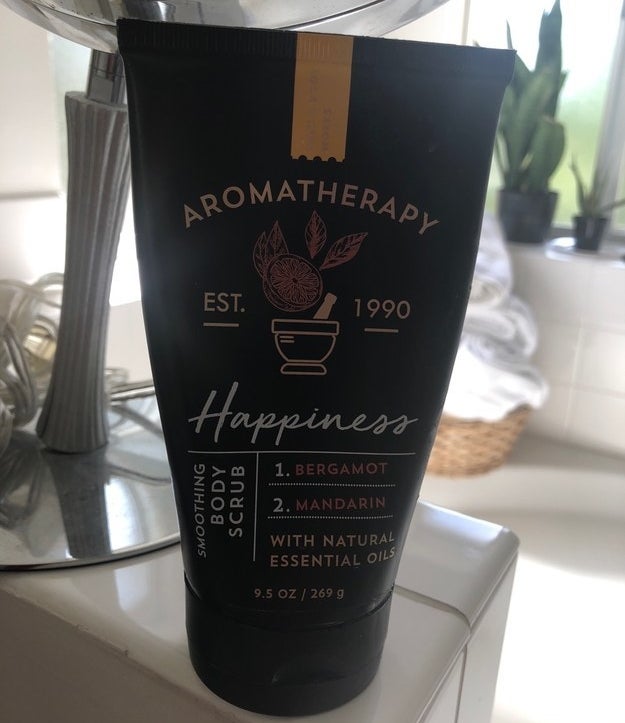 AROMATHERAPY
EST. 1990
Happiness
SMOOTHING
BODY
SCRUB
1. BERGAMOT
2. MANDARIN
WITH NATURAL
ESSENTIAL OILS
9.5 OZ / 269 g